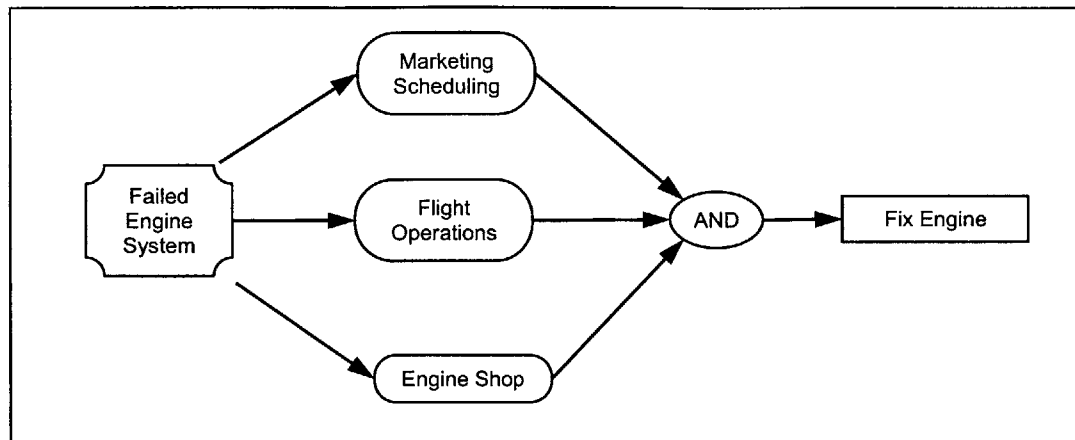 Marketing
Scheduling
Failed
Engine
System
Flight
Operations
AND
Fix Engine
Engine Shop